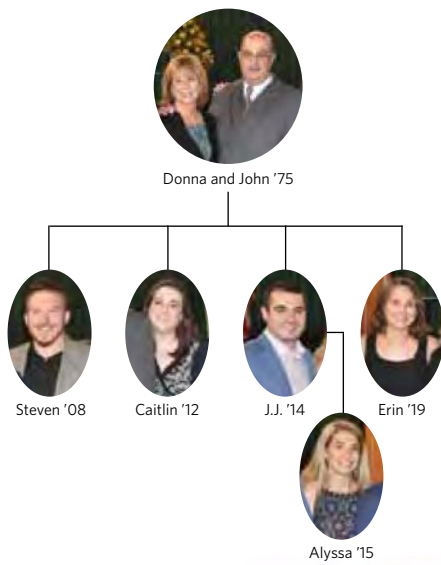 Donna and John ’75
Steven ’08
Caitlin ’12
J.J. ’14
Erin ’19
Alyssa ’15